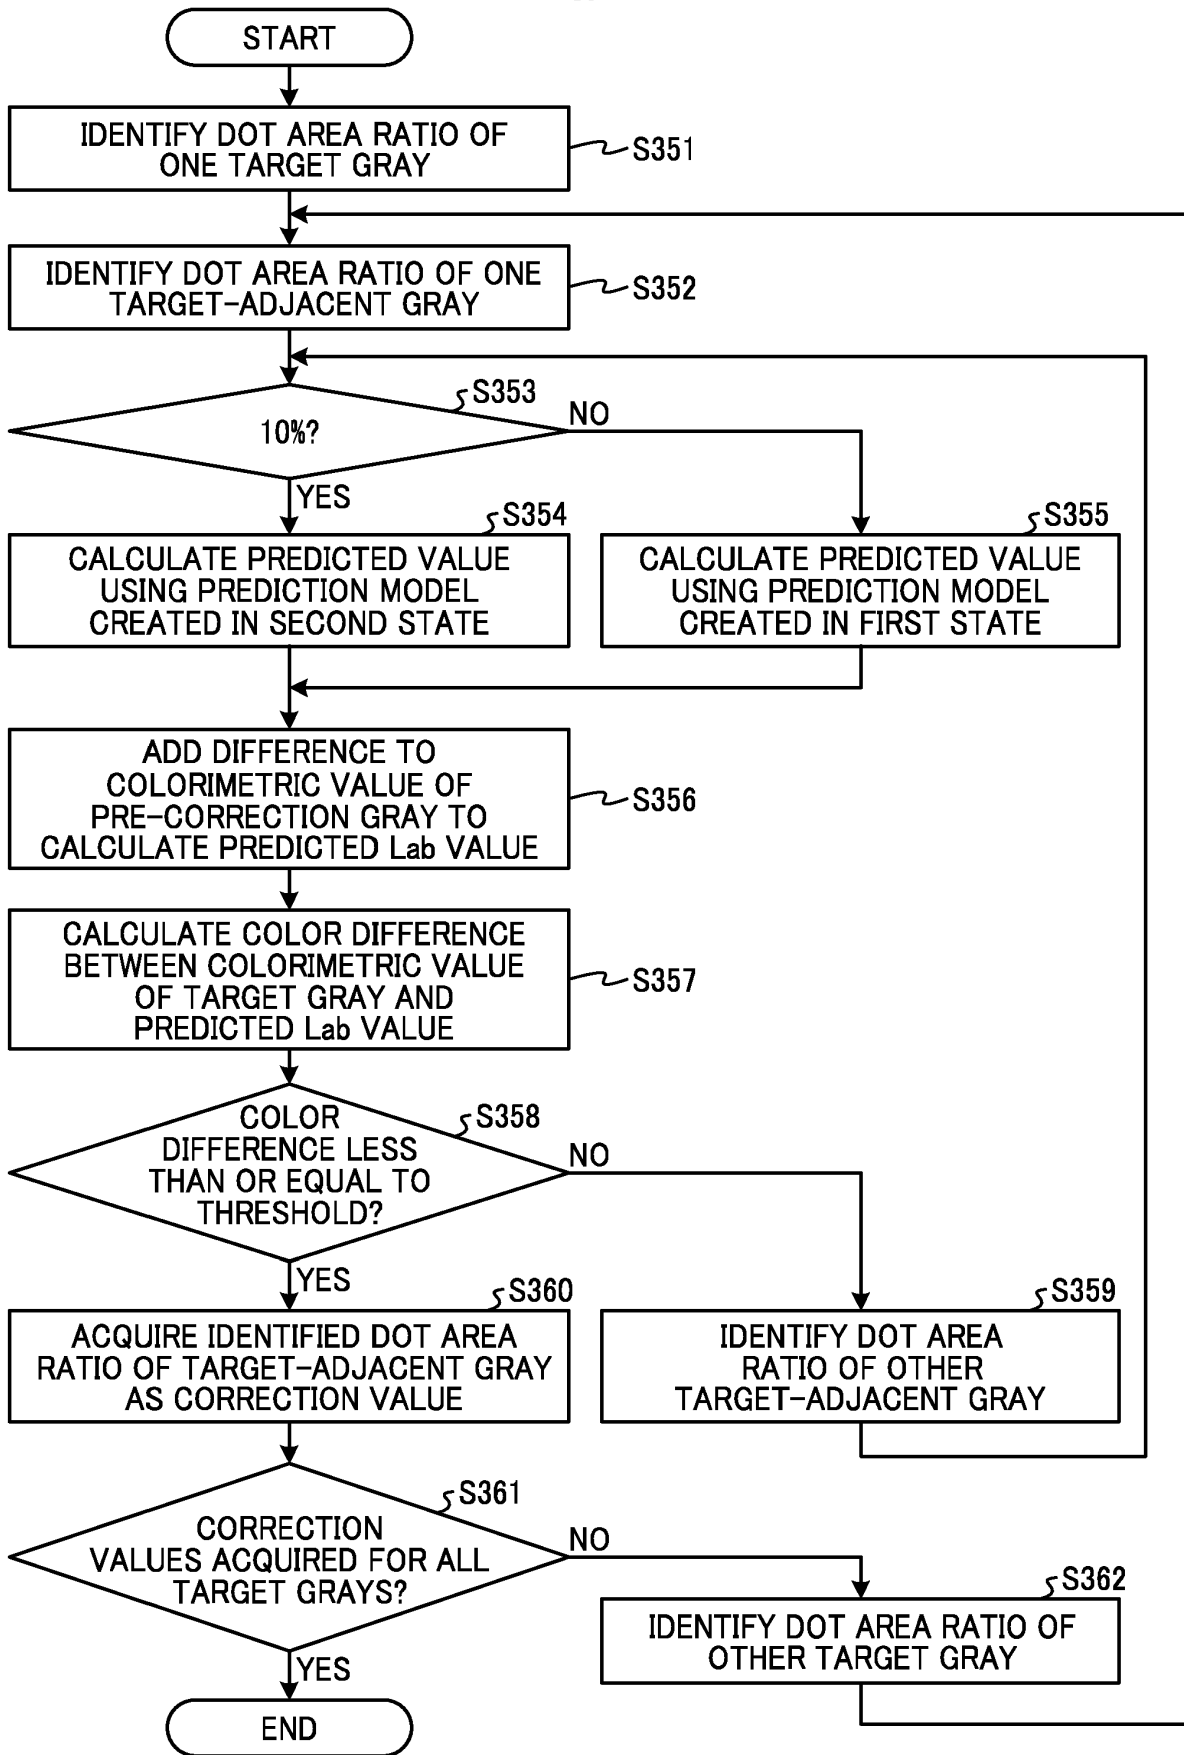 START
IDENTIFY DOT AREA RATIO OF
ONE TARGET GRAY
S351
IDENTIFY DOT AREA RATIO OF ONE
TARGET-ADJACENT GRAY
S352
S353
10%?
NO
YES
S354
CALCULATE PREDICTED VALUE
USING PREDICTION MODEL
CREATED IN SECOND STATE
S355
CALCULATE PREDICTED VALUE
USING PREDICTION MODEL
CREATED IN FIRST STATE
ADD DIFFERENCE TO
COLORIMETRIC VALUE OF
PRE-CORRECTION GRAY TO
CALCULATE PREDICTED Lab VALUE
S356
CALCULATE COLOR DIFFERENCE
BETWEEN COLORIMETRIC VALUE
OF TARGET GRAY AND
PREDICTED Lab VALUE
S357
S358
COLOR
DIFFERENCE LESS
THAN OR EQUAL TO
THRESHOLD?
NO
YES
S360
ACQUIRE IDENTIFIED DOT AREA
RATIO OF TARGET-ADJACENT GRAY
AS CORRECTION VALUE
S359
IDENTIFY DOT AREA
RATIO OF OTHER
TARGET-ADJACENT GRAY
S361
CORRECTION
VALUES ACQUIRED FOR ALL
TARGET GRAYS?
NO
YES
S362
IDENTIFY DOT AREA RATIO OF
OTHER TARGET GRAY
END